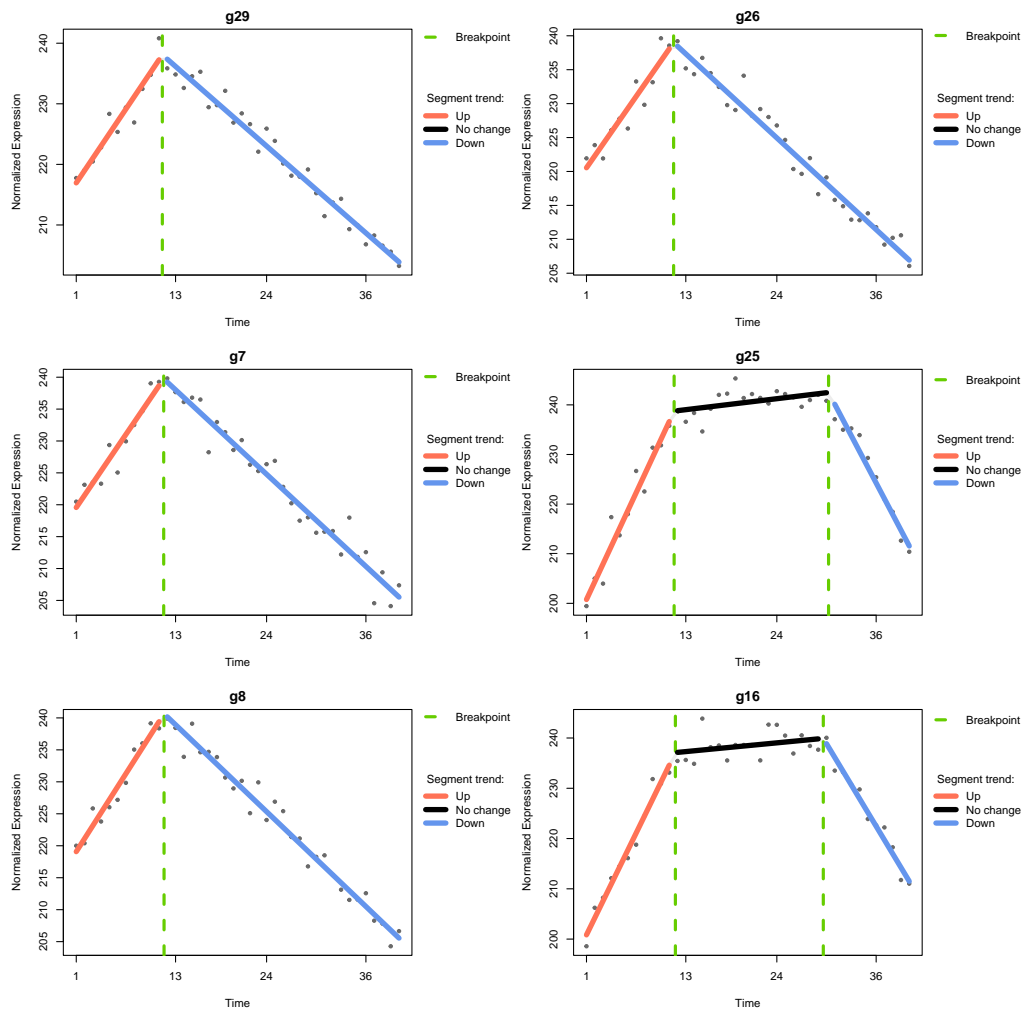 g29
Normalized Expression
240
230
220
210
1 13 24 36
Time
Breakpoint
Segment trend:
Up
No change
Down
g26
Normalized Expression
240
235
230
225
220
215
210
205
1 13 24 36
Time
Breakpoint
Segment trend:
Up
No change
Down
g7
Normalized Expression
240
235
230
225
220
215
210
205
1 13 24 36
Time
Breakpoint
Segment trend:
Up
No change
Down
g25
Normalized Expression
240
230
220
210
200
1 13 24 36
Time
Breakpoint
Segment trend:
Up
No change
Down
g8
Normalized Expression
240
235
230
225
220
215
210
205
1 13 24 36
Time
Breakpoint
Segment trend:
Up
No change
Down
g16
Normalized Expression
240
230
220
210
200
1 13 24 36
Time
Breakpoint
Segment trend:
Up
No change
Down